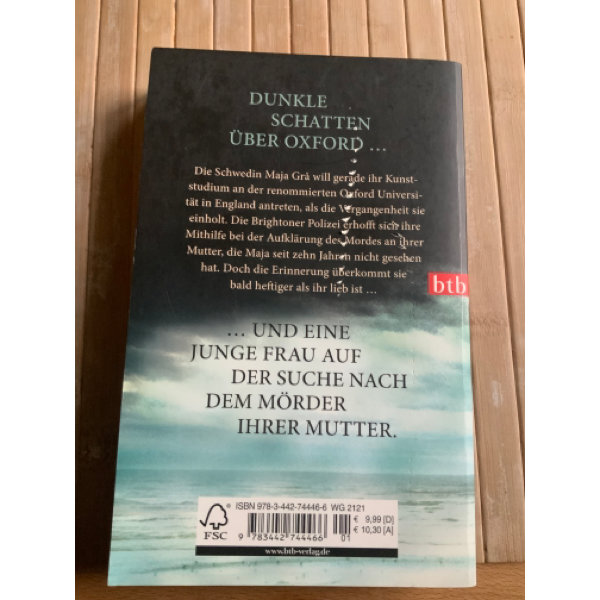 DUNKLE
SCHATTEN
ÜBER OXFORD ...
Die Schwedin Maja Grå will gerade ihr Kunst-
studium an der renommierten Oxford Universi-
tät in England antreten, als die Vergangenheit sie
einholt. Die Brightoner Polizei erhofft sich ihre
Mithilfe bei der Aufklärung des Mordes an ihrer
Mutter, die Maja seit zehn Jahren nicht gesehen
hat. Doch die Erinnerung überkommt sie
bald heftiger als ihr lieb ist ...
btb
... UND EINE
JUNGE FRAU AUF
DER SUCHE NACH
DEM MÖRDER
IHRER MUTTER.
ISBN 978-3-442-74446-6 WG 2121
€ 9,99 [D]
€ 10,30 [A]
FSC
9 783442 744466 01
www.btb-verlag.de